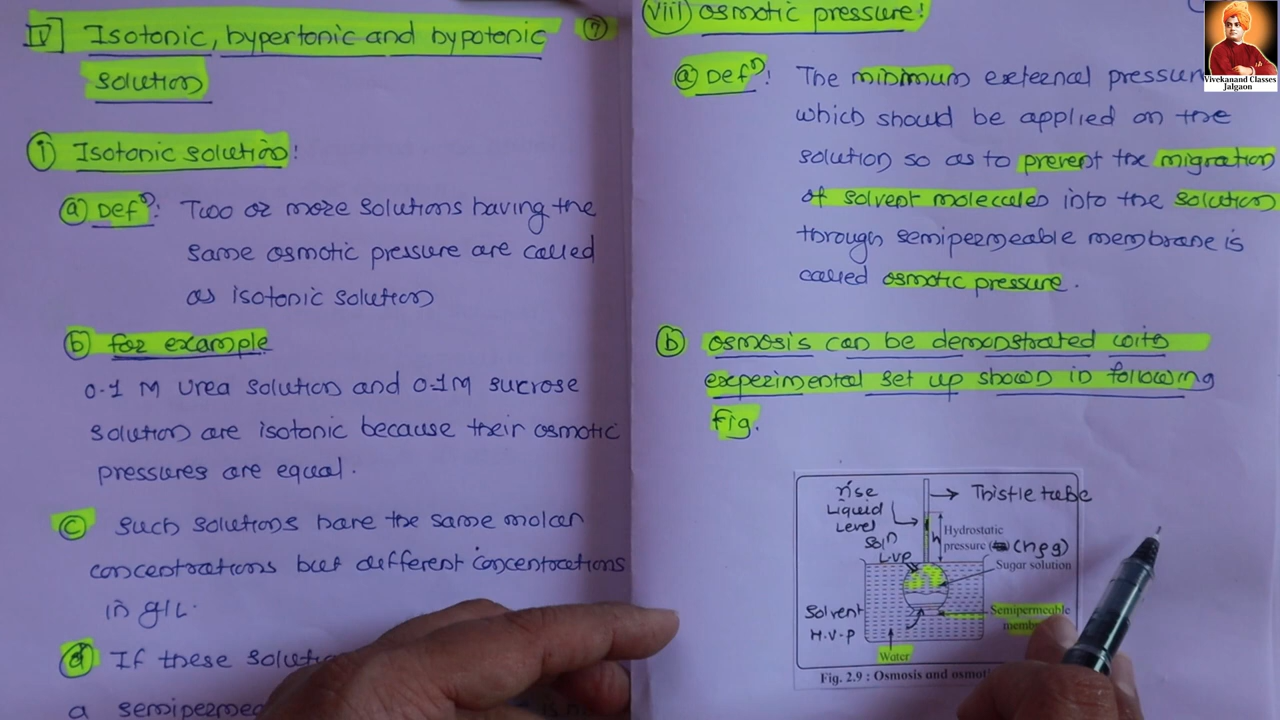 IV Isotonic, hypertonic and hypotonic
solution
7
i Isotonic solution:
a) Defⁿ: Two or more solutions having the
same osmotic pressure are called
as isotonic solution
b for example
0.1 M Urea solution and 0.1M sucrose
solution are isotonic because their osmotic
pressures are equal.
c such solutions have the same molar
concentrations but different concentrations
in g/L.
d If these
a
viii) osmotic pressure:
a Defⁿ: The minimum external
which should be applied on the
solution so as to prevent the migration
of solvent molecules into the solution
through semipermeable membrane is
called osmotic pressure.
b osmosis can be demonstrated with
experimental set up shown in following
fig.
rise
Liquid
Level
Thistle tube
h
Hydrostatic
pressure (hρg)
Soln
L.V.P
Sugar solution
Solvent
H.V.P
Semipermeable
Water
Fig. 2.9 : Osmosis and
Vivekanand Classes
Jalgaon